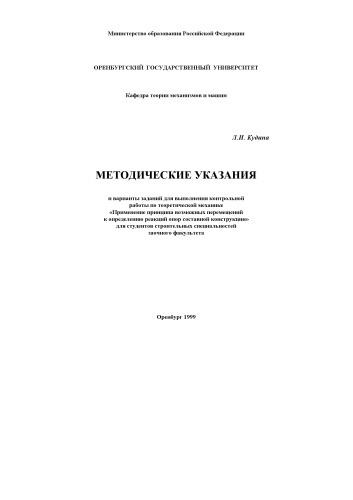 Министерство образования Российской Федерации
ОРЕНБУРГСКИЙ ГОСУДАРСТВЕННЫЙ УНИВЕРСИТЕТ
Кафедра теории механизмов и машин
Л.И. Кудина
МЕТОДИЧЕСКИЕ УКАЗАНИЯ
и варианты заданий для выполнения контрольной
работы по теоретической механике
«Применение принципа возможных перемещений
к определению реакций опор составной конструкции»
для студентов строительных специальностей
заочного факультета
Оренбург 1999